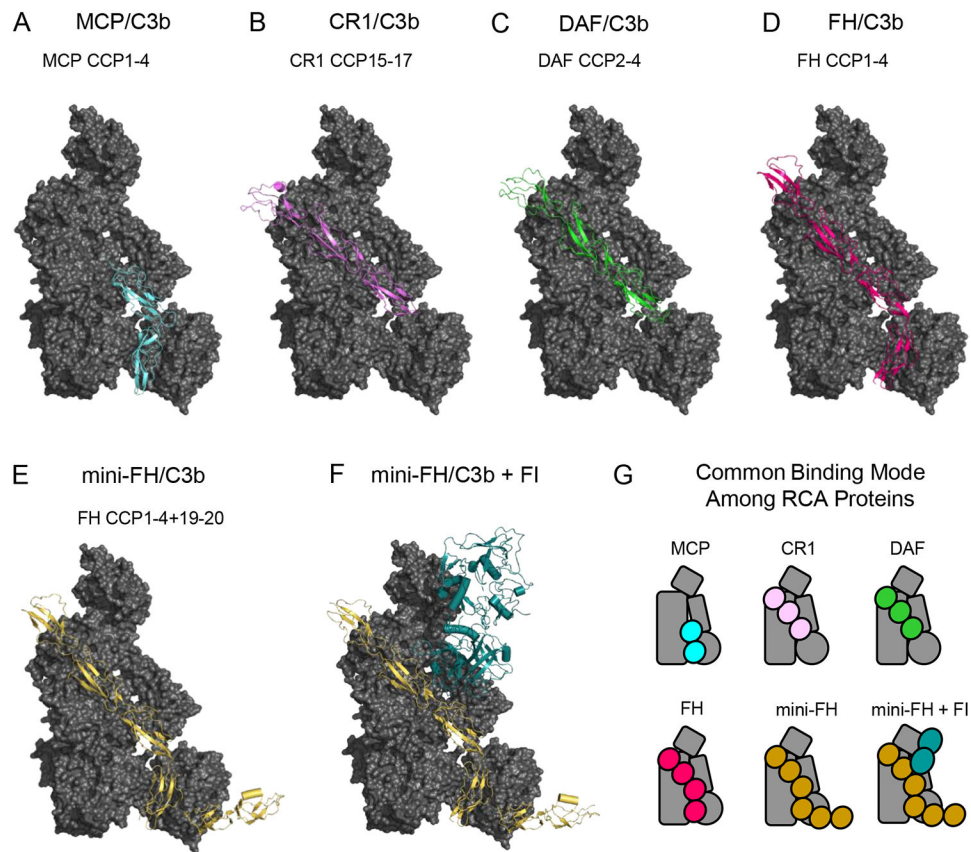 A MCP/C3b
MCP CCP1-4
B CR1/C3b
CR1 CCP15-17
C DAF/C3b
DAF CCP2-4
D FH/C3b
FH CCP1-4
E mini-FH/C3b
FH CCP1-4+19-20
F mini-FH/C3b + FI
G Common Binding Mode
Among RCA Proteins
MCP CR1 DAF
FH mini-FH mini-FH + FI